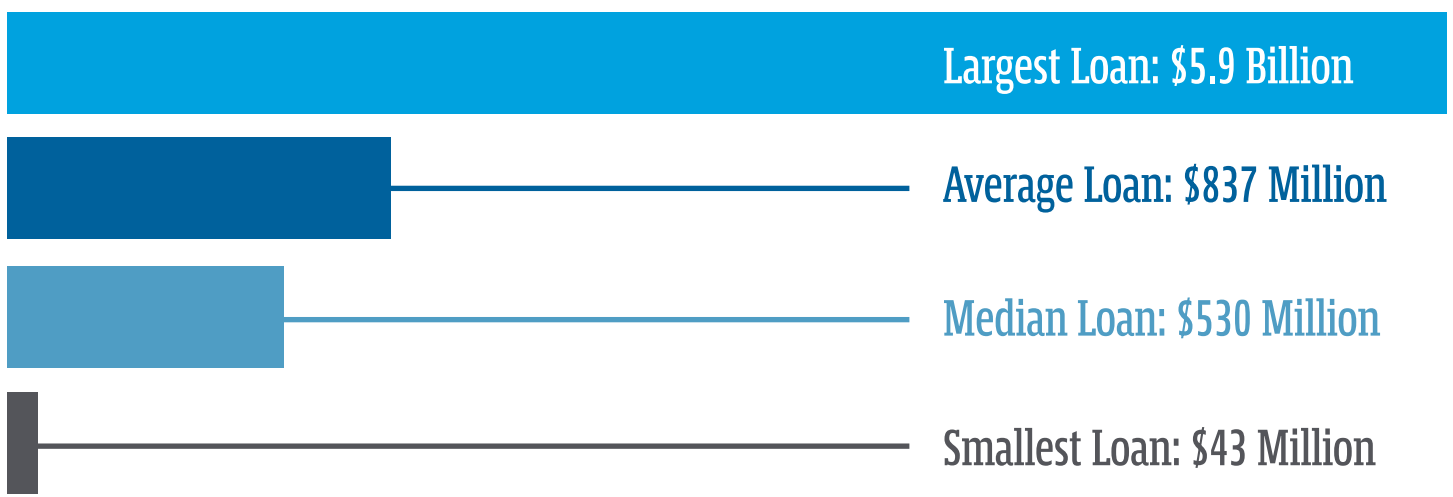 Largest Loan: $5.9 Billion
Average Loan: $837 Million
Median Loan: $530 Million
Smallest Loan: $43 Million